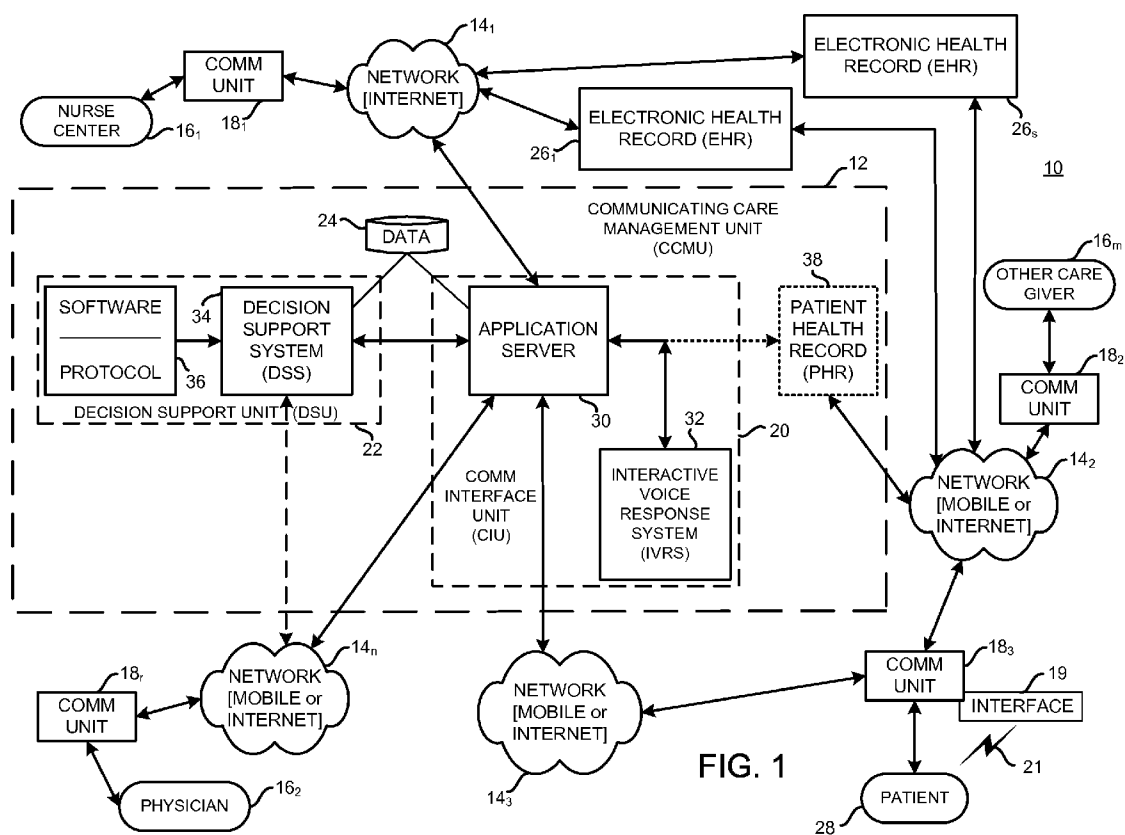 14₁
COMM
UNIT
18₁
NURSE
CENTER
16₁
NETWORK
[INTERNET]
ELECTRONIC HEALTH
RECORD (EHR)
26ₛ
ELECTRONIC HEALTH
RECORD (EHR)
26₁
10
12
COMMUNICATING CARE
MANAGEMENT UNIT
(CCMU)
24
DATA
SOFTWARE
PROTOCOL
36
34
DECISION
SUPPORT
SYSTEM
(DSS)
DECISION SUPPORT UNIT (DSU)
22
APPLICATION
SERVER
30
38
PATIENT
HEALTH
RECORD
(PHR)
20
32
INTERACTIVE
VOICE
RESPONSE
SYSTEM
(IVRS)
COMM
INTERFACE
UNIT
(CIU)
16ₘ
OTHER CARE
GIVER
18₂
COMM
UNIT
14₂
NETWORK
[MOBILE or
INTERNET]
14ₙ
NETWORK
[MOBILE or
INTERNET]
18ᵣ
COMM
UNIT
PHYSICIAN
16₂
NETWORK
[MOBILE or
INTERNET]
14₃
18₃
COMM
UNIT
19
INTERFACE
21
PATIENT
28
FIG. 1